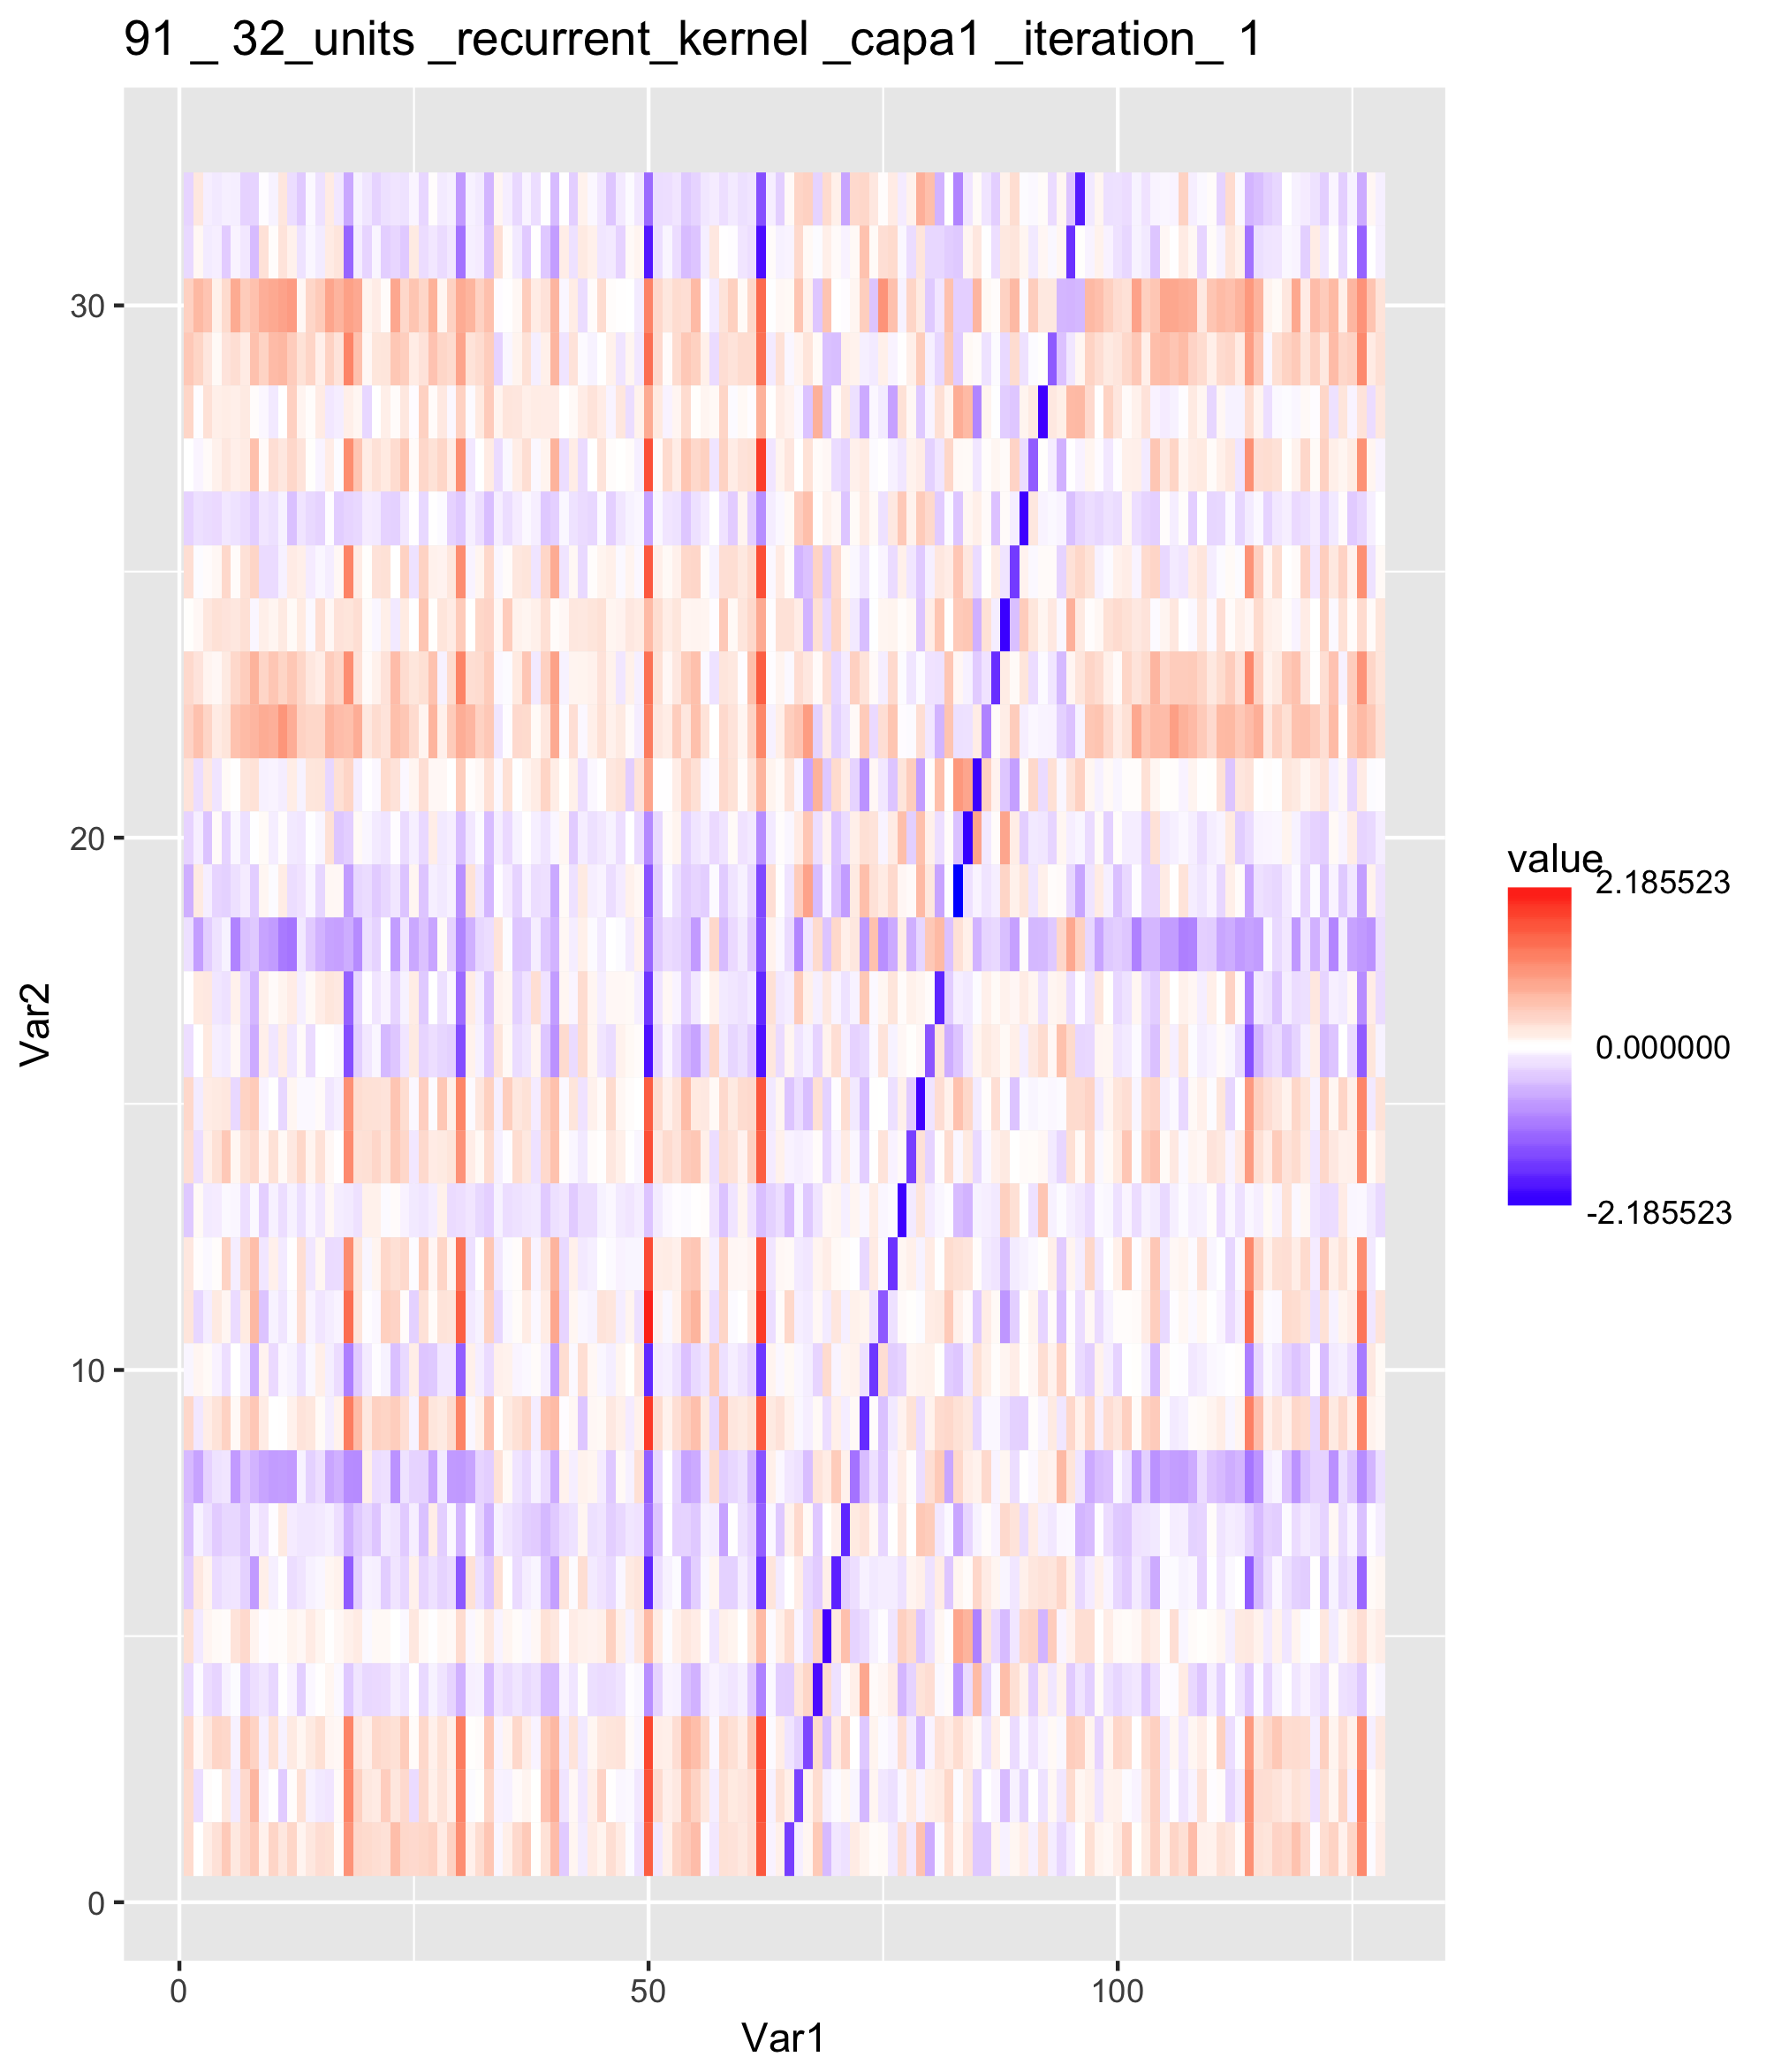 91 _ 32_units _recurrent_kernel _capa1 _iteration_ 1
30
20
10
0
Var2
0 50 100
Var1
value
2.185523
0.000000
-2.185523